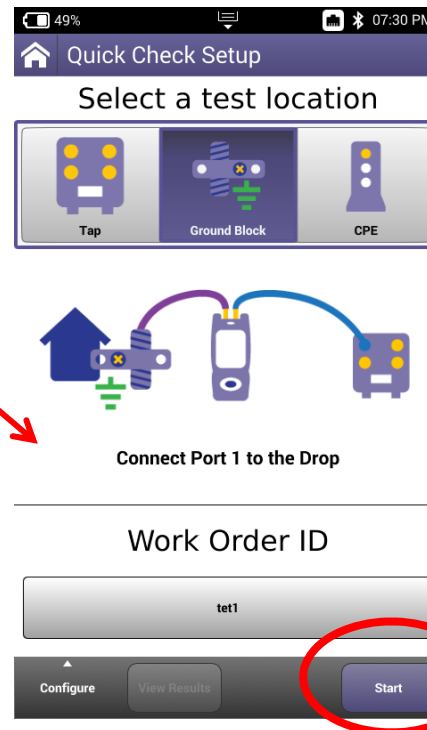 49%
07:30 PM
Quick Check Setup
Select a test location
Tap Ground Block CPE
Connect Port 1 to the Drop
Work Order ID
tet1
Configure View Results Start